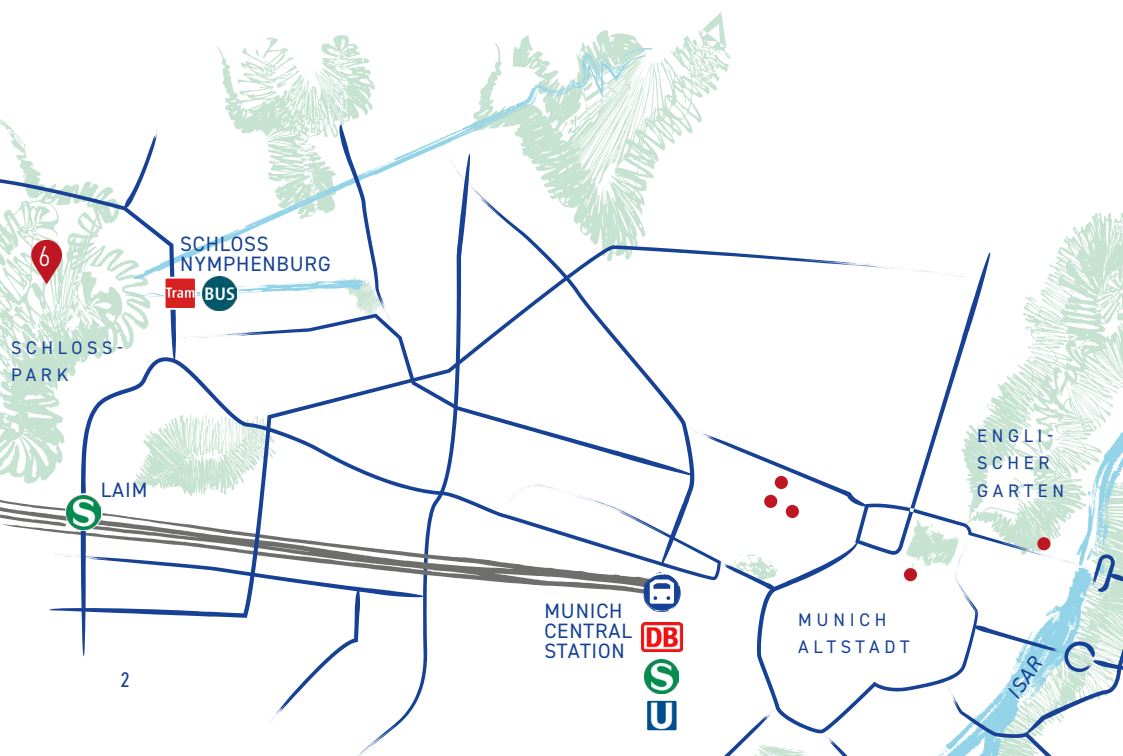 SCHLOSS
NYMPHENBURG
6
Tram
BUS
SCHLOSS-
PARK
ENGLI-
SCHER
GARTEN
LAIM
S
MUNICH
CENTRAL
STATION
DB
S
U
MUNICH
ALTSTADT
ISAR
2